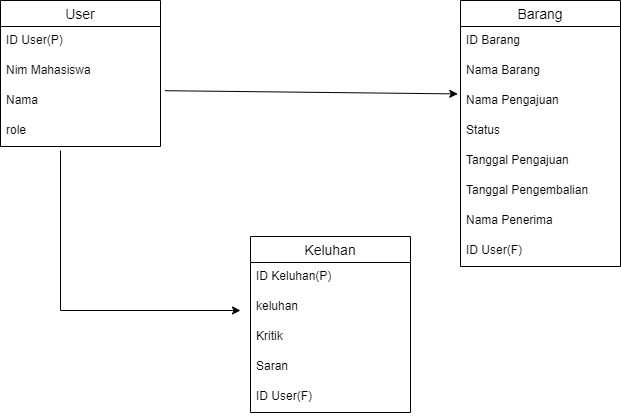 User
ID User(P)
Nim Mahasiswa
Nama
role
Barang
ID Barang
Nama Barang
Nama Pengajuan
Status
Tanggal Pengajuan
Tanggal Pengembalian
Nama Penerima
ID User(F)
Keluhan
ID Keluhan(P)
keluhan
Kritik
Saran
ID User(F)